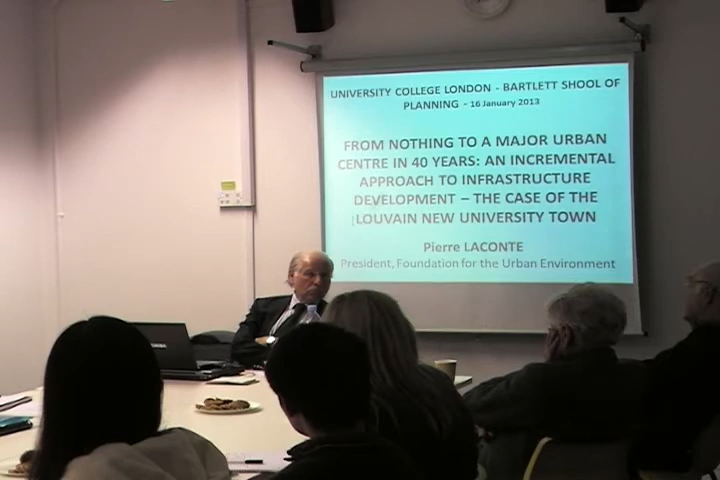 UNIVERSITY COLLEGE LONDON - BARTLETT SHOOL OF
PLANNING - 16 January 2013
FROM NOTHING TO A MAJOR URBAN
CENTRE IN 40 YEARS: AN INCREMENTAL
APPROACH TO INFRASTRUCTURE
DEVELOPMENT – THE CASE OF THE
LOUVAIN NEW UNIVERSITY TOWN
Pierre LACONTE
President, Foundation for the Urban Environment
TOSHIBA